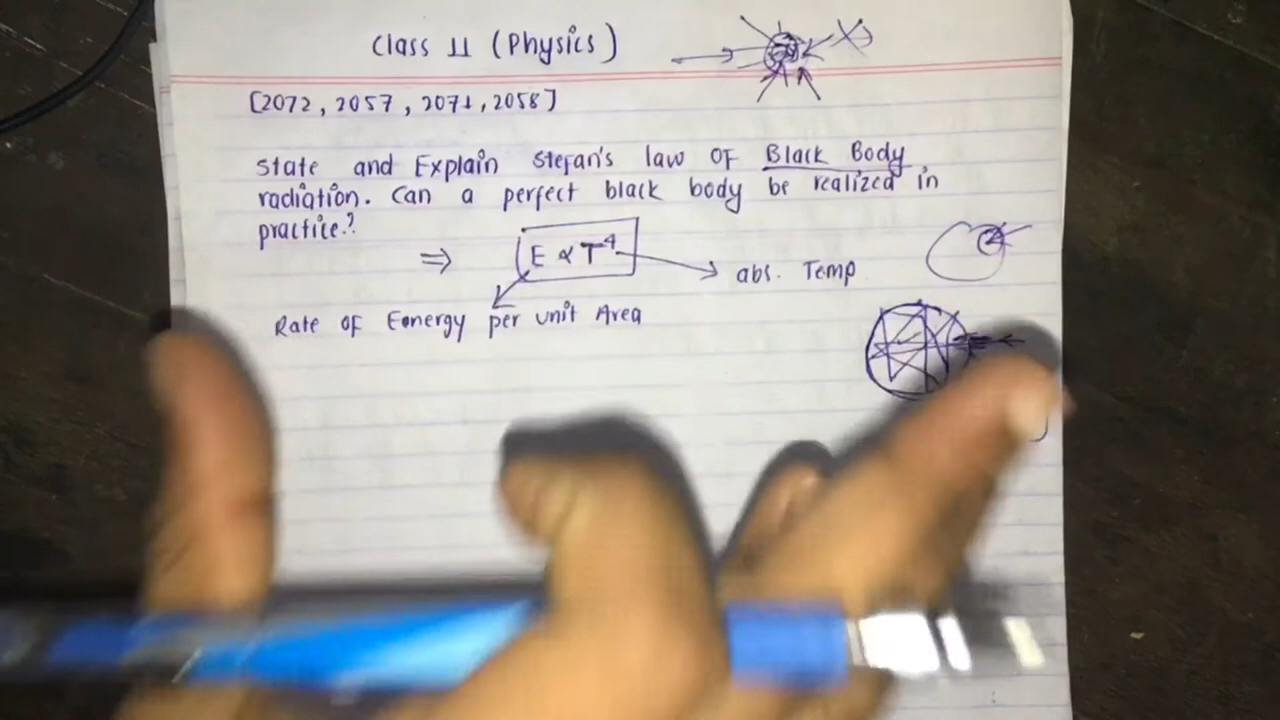 Class 11 (Physics)
[2072, 2057, 2071, 2058]
State and Explain Stefan's law OF Black Body
radiation. Can a perfect black body be realized in
practice?
⇒ E ∝ T⁴ abs. Temp
Rate of Eonergy per unit Area